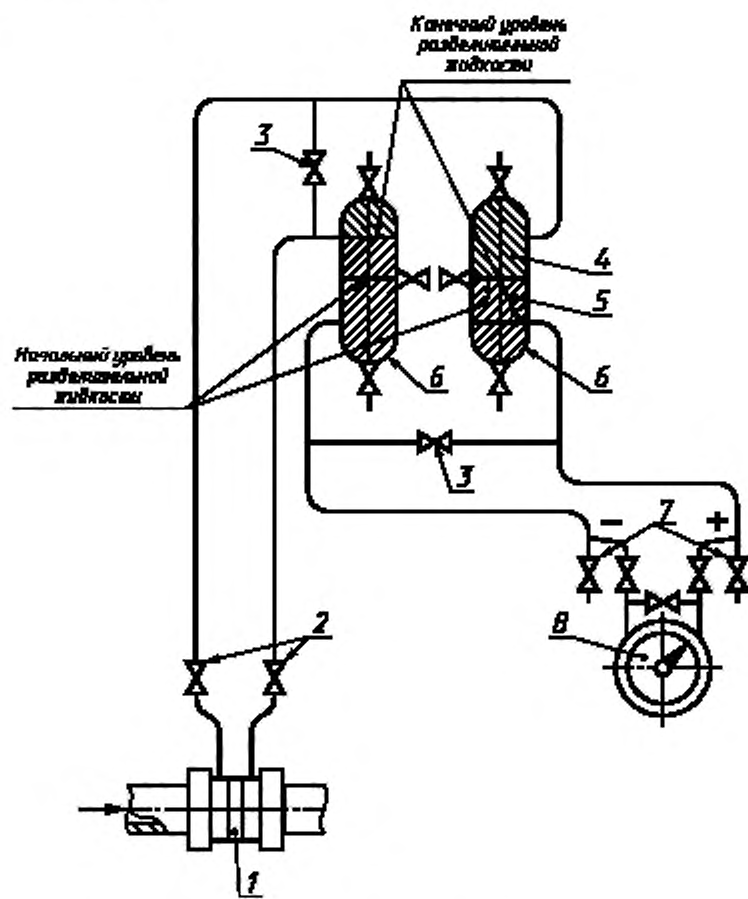 Конечный уровень
разделительной
жидкости
3
4
5
Начальный уровень
разделительной
жидкости
6
6
3
7
−
+
2
8
1